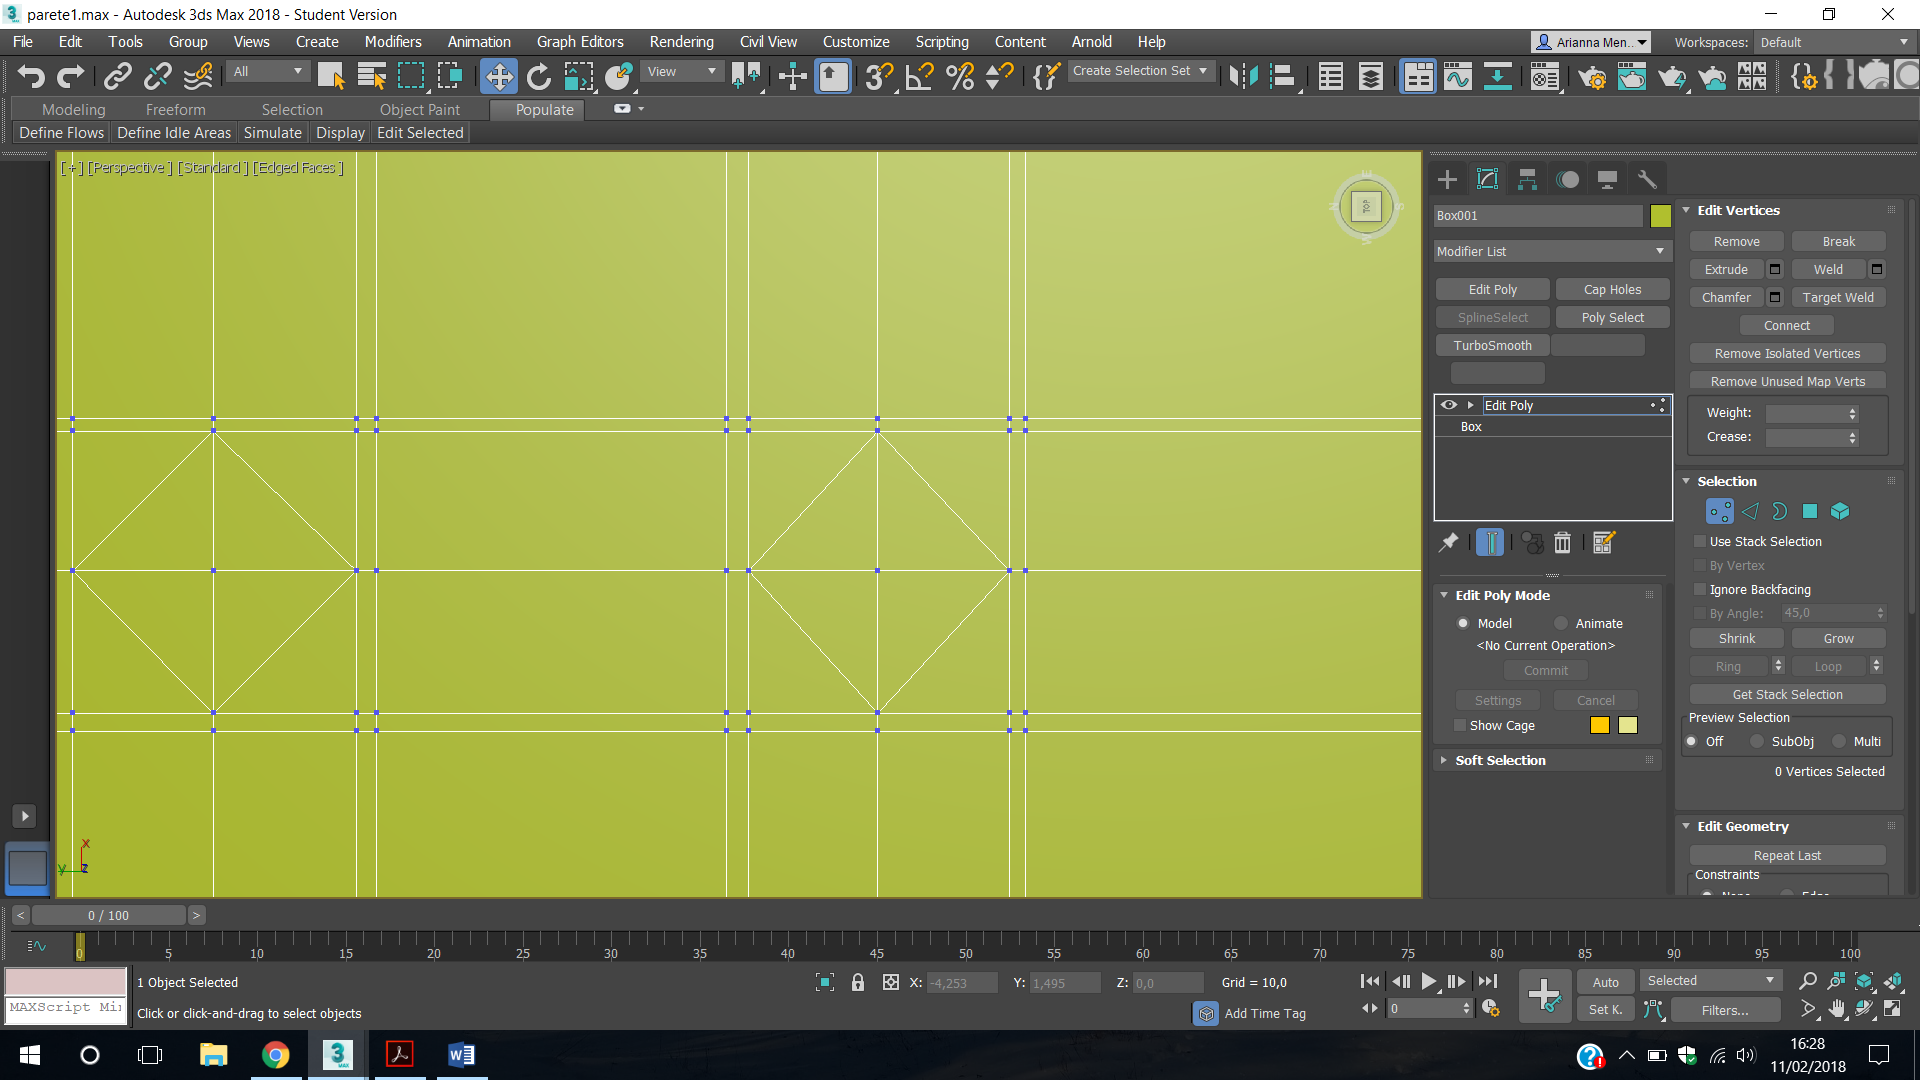 parete1.max - Autodesk 3ds Max 2018 - Student Version
File Edit Tools Group Views Create Modifiers Animation Graph Editors Rendering Civil View Customize Scripting Content Arnold Help
Arianna Men... Workspaces: Default
All View Create Selection Set
Modeling Freeform Selection Object Paint Populate
Define Flows Define Idle Areas Simulate Display Edit Selected
[+] [Perspective] [Standard] [Edged Faces]
TOP
Box001
Modifier List
Edit Poly Cap Holes
SplineSelect Poly Select
TurboSmooth
Edit Poly
Box
Edit Poly Mode
Model Animate
<No Current Operation>
Commit
Settings Cancel
Show Cage
Soft Selection
Edit Vertices
Remove Break
Extrude Weld
Chamfer Target Weld
Connect
Remove Isolated Vertices
Remove Unused Map Verts
Weight:
Crease:
Selection
Use Stack Selection
By Vertex
Ignore Backfacing
By Angle: 45,0
Shrink Grow
Ring Loop
Get Stack Selection
Preview Selection
Off SubObj Multi
0 Vertices Selected
Edit Geometry
Repeat Last
Constraints
None Edge
x
y z
< 0 / 100 >
0 5 10 15 20 25 30 35 40 45 50 55 60 65 70 75 80 85 90 95 100
1 Object Selected X: -4,253 Y: 1,495 Z: 0,0 Grid = 10,0 Auto Selected
MAXScript Mi
Click or click-and-drag to select objects Add Time Tag 0 Set K. Filters...
16:28
11/02/2018